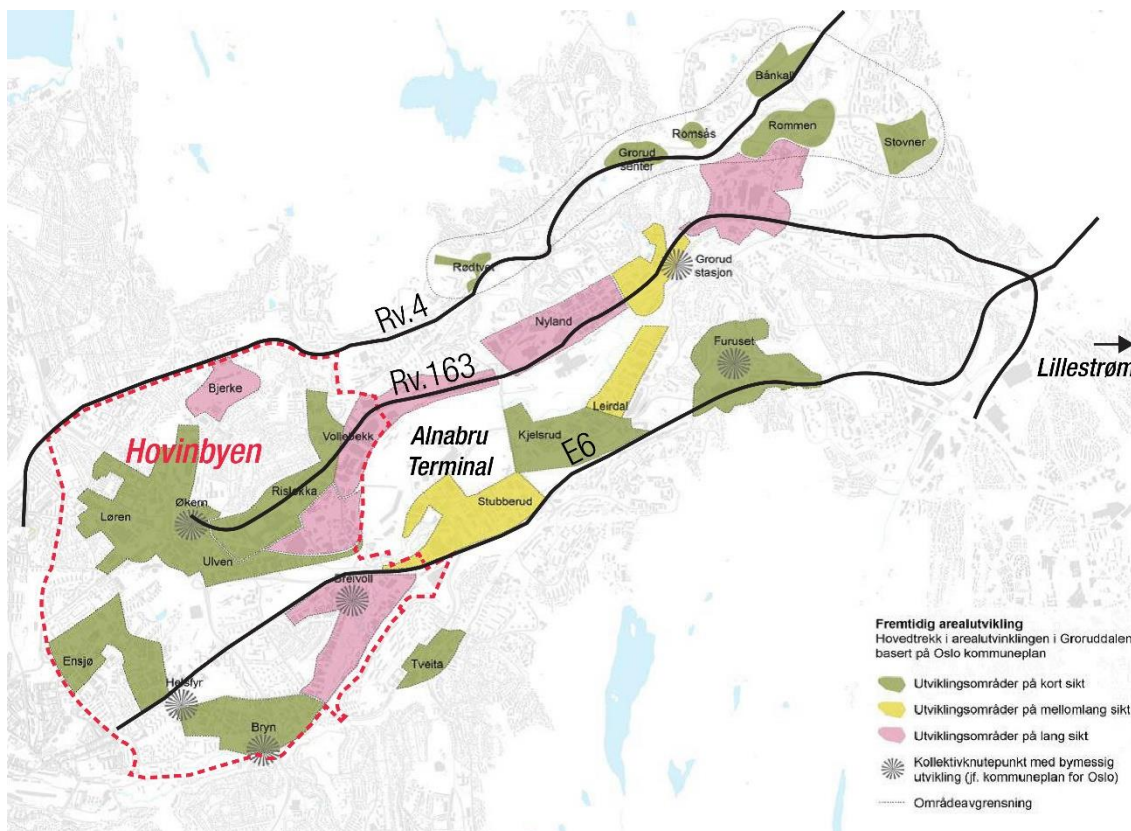 Bånkall
Rommen
Romsås
Stovner
Grorud
senter
Rødtvet
Grorud
stasjon
Rv.4
Nyland
Rv.163
Furuset
Lillestrøm
Bjerke
Leirdal
Hovinbyen
Vollebekk
Alnabru
Terminal
Kjelsrud
E6
Risløkka
Økern
Løren
Stubberud
Ulven
Breivoll
Ensjø
Tveita
Helsfyr
Bryn
Fremtidig arealutvikling
Hovedtrekk i arealutvinklingen i Groruddalen
basert på Oslo kommuneplan
Utviklingsområder på kort sikt
Utviklingsområder på mellomlang sikt
Utviklingsområder på lang sikt
Kollektivknutepunkt med bymessig
utvikling (jf. kommuneplan for Oslo)
Områdeavgrensning